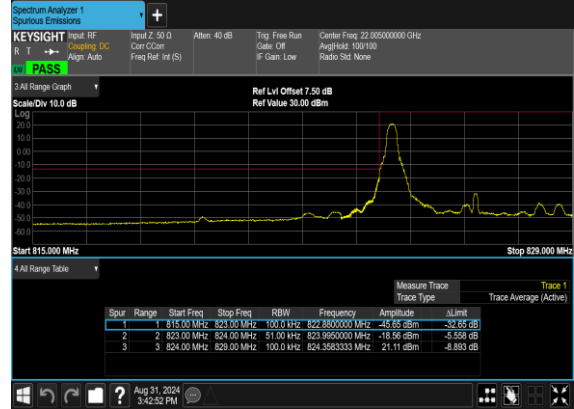 Spectrum Analyzer 1
Spurious Emissions
KEYSIGHT Input: RF Input Z: 50 Ω Atten: 40 dB Trig: Free Run Center Freq: 22.005000000 GHz
R T Coupling: DC Corr CCorr Gate: Off Avg|Hold: 100/100
Align: Auto Freq Ref: Int (S) IF Gain: Low Radio Std: None
PASS
3 All Range Graph
Ref Lvl Offset 7.50 dB
Scale/Div 10.0 dB Ref Value 30.00 dBm
Log
20.0
10.0
0.00
-10.0
-20.0
-30.0
-40.0
-50.0
-60.0
Start 815.000 MHz Stop 829.000 MHz
4 All Range Table
Measure Trace Trace 1
Trace Type Trace Average (Active)
Spur Range Start Freq Stop Freq RBW Frequency Amplitude ΔLimit
1 1 815.00 MHz 823.00 MHz 100.0 kHz 822.8800000 MHz -45.65 dBm -32.65 dB
2 2 823.00 MHz 824.00 MHz 51.00 kHz 823.9950000 MHz -18.56 dBm -5.558 dB
3 3 824.00 MHz 829.00 MHz 100.0 kHz 824.3583333 MHz 21.11 dBm -8.893 dB
Aug 31, 2024
3:42:52 PM